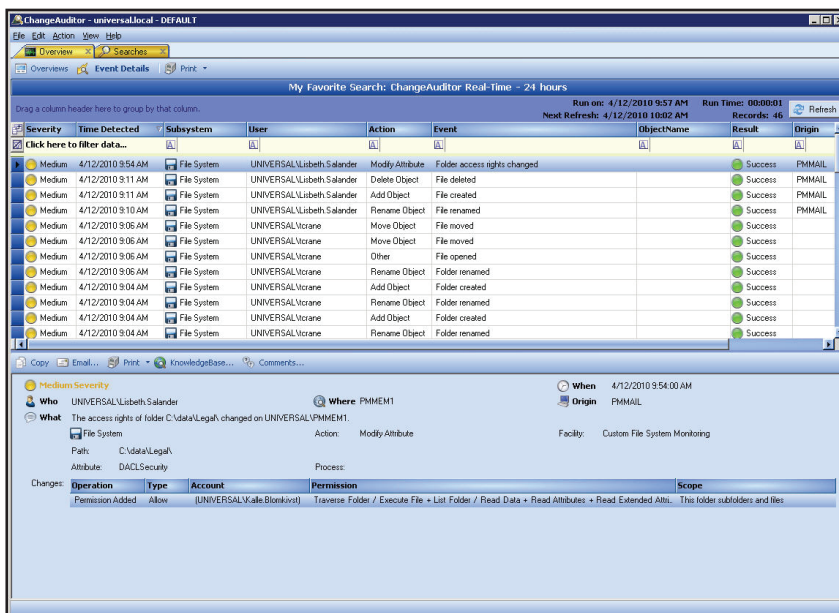 ChangeAuditor - universal.local - DEFAULT
File Edit Action View Help
Overview Searches
Overviews Event Details Print
My Favorite Search: ChangeAuditor Real-Time - 24 hours
Drag a column header here to group by that column.
Run on: 4/12/2010 9:57 AM Run Time: 00:00:01
Next Refresh: 4/12/2010 10:02 AM Records: 46
Refresh
Severity Time Detected Subsystem User Action Event ObjectName Result Origin
Click here to filter data...
Medium 4/12/2010 9:54 AM File System UNIVERSAL\Lisbeth.Salander Modify Attribute Folder access rights changed Success PMMAIL
Medium 4/12/2010 9:11 AM File System UNIVERSAL\Lisbeth.Salander Delete Object File deleted Success PMMAIL
Medium 4/12/2010 9:11 AM File System UNIVERSAL\Lisbeth.Salander Add Object File created Success PMMAIL
Medium 4/12/2010 9:10 AM File System UNIVERSAL\Lisbeth.Salander Rename Object File renamed Success PMMAIL
Medium 4/12/2010 9:06 AM File System UNIVERSAL\tcrane Move Object File moved Success
Medium 4/12/2010 9:06 AM File System UNIVERSAL\tcrane Move Object File moved Success
Medium 4/12/2010 9:06 AM File System UNIVERSAL\tcrane Other File opened Success
Medium 4/12/2010 9:06 AM File System UNIVERSAL\tcrane Rename Object Folder renamed Success
Medium 4/12/2010 9:04 AM File System UNIVERSAL\tcrane Add Object Folder created Success
Medium 4/12/2010 9:04 AM File System UNIVERSAL\tcrane Rename Object Folder renamed Success
Medium 4/12/2010 9:04 AM File System UNIVERSAL\tcrane Add Object Folder created Success
Medium 4/12/2010 9:04 AM File System UNIVERSAL\tcrane Rename Object Folder renamed Success
Copy Email... Print KnowledgeBase... Comments...
Medium Severity When 4/12/2010 9:54:00 AM
Who UNIVERSAL\Lisbeth.Salander Where PMMEM1 Origin PMMAIL
What The access rights of folder C:\data\Legal\ changed on UNIVERSAL\PMMEM1.
File System Action: Modify Attribute Facility: Custom File System Monitoring
Path: C:\data\Legal\
Attribute: DACLSecurity Process:
Changes: Operation Type Account Permission Scope
Permission Added Allow (UNIVERSAL\Kalle.Blomkivst) Traverse Folder / Execute File + List Folder / Read Data + Read Attributes + Read Extended Attri... This folder subfolders and files